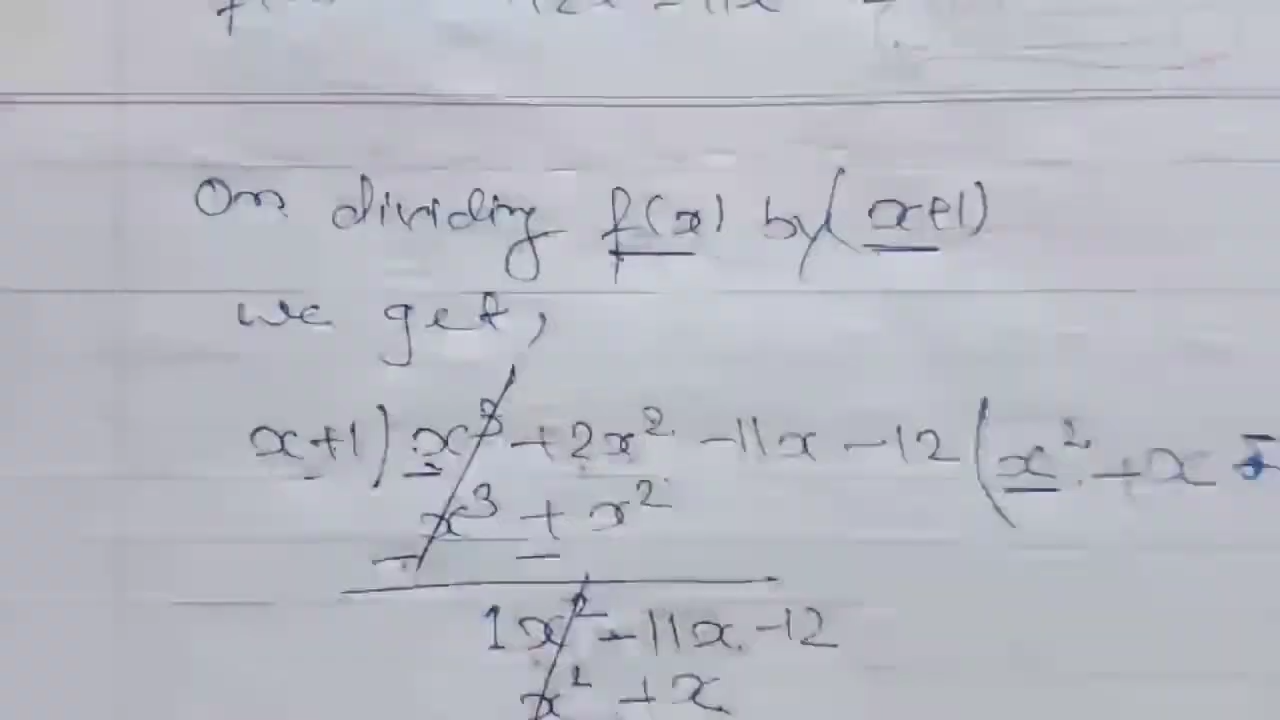 On dividing f(x) by (x+1)
we get,
x+1) x³ + 2x² - 11x - 12 (x² + x -
x³ + x²
- -
1x² - 11x - 12
x² + x